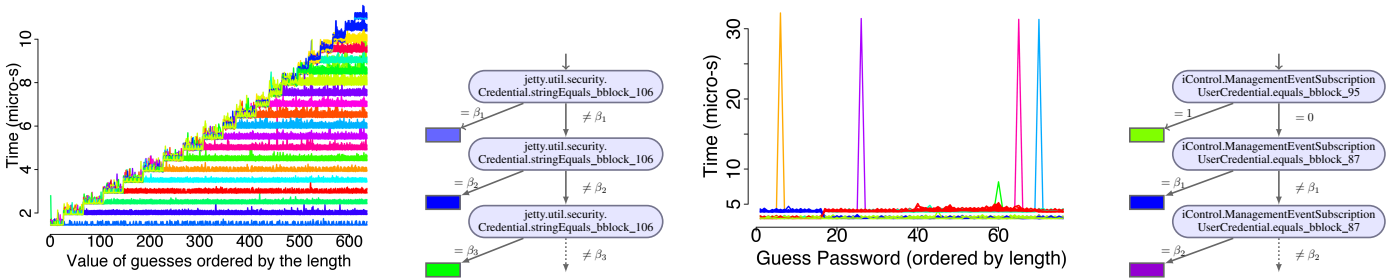 Time (micro-s)
10
8
6
4
2
0
100
200
300
400
500
600
Value of guesses ordered by the length
jetty.util.security.
Credential.stringEquals_bblock_106
= β₁
≠ β₁
jetty.util.security.
Credential.stringEquals_bblock_106
= β₂
≠ β₂
jetty.util.security.
Credential.stringEquals_bblock_106
= β₃
≠ β₃
Time (micro-s)
30
20
10
5
0
20
60
Guess Password (ordered by length)
iControl.ManagementEventSubscription
UserCredential.equals_bblock_95
= 1
= 0
iControl.ManagementEventSubscription
UserCredential.equals_bblock_87
= β₁
≠ β₁
iControl.ManagementEventSubscription
UserCredential.equals_bblock_87
= β₂
≠ β₂